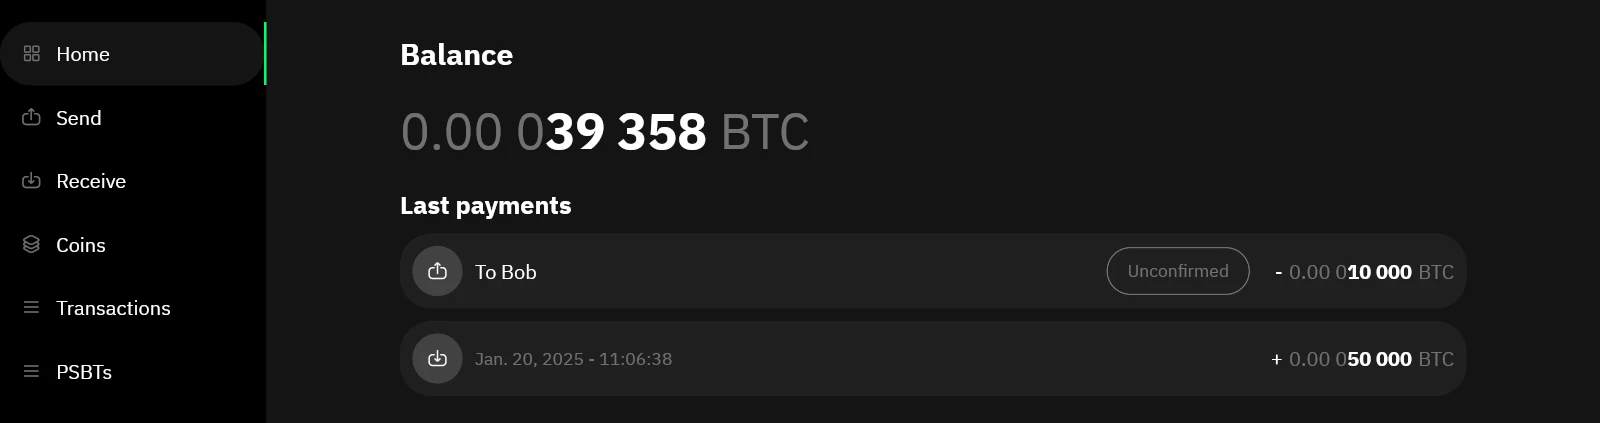 Home
Send
Receive
Coins
Transactions
PSBTs
Balance
0.00 039 358 BTC
Last payments
To Bob Unconfirmed - 0.00 010 000 BTC
Jan. 20, 2025 - 11:06:38 + 0.00 050 000 BTC